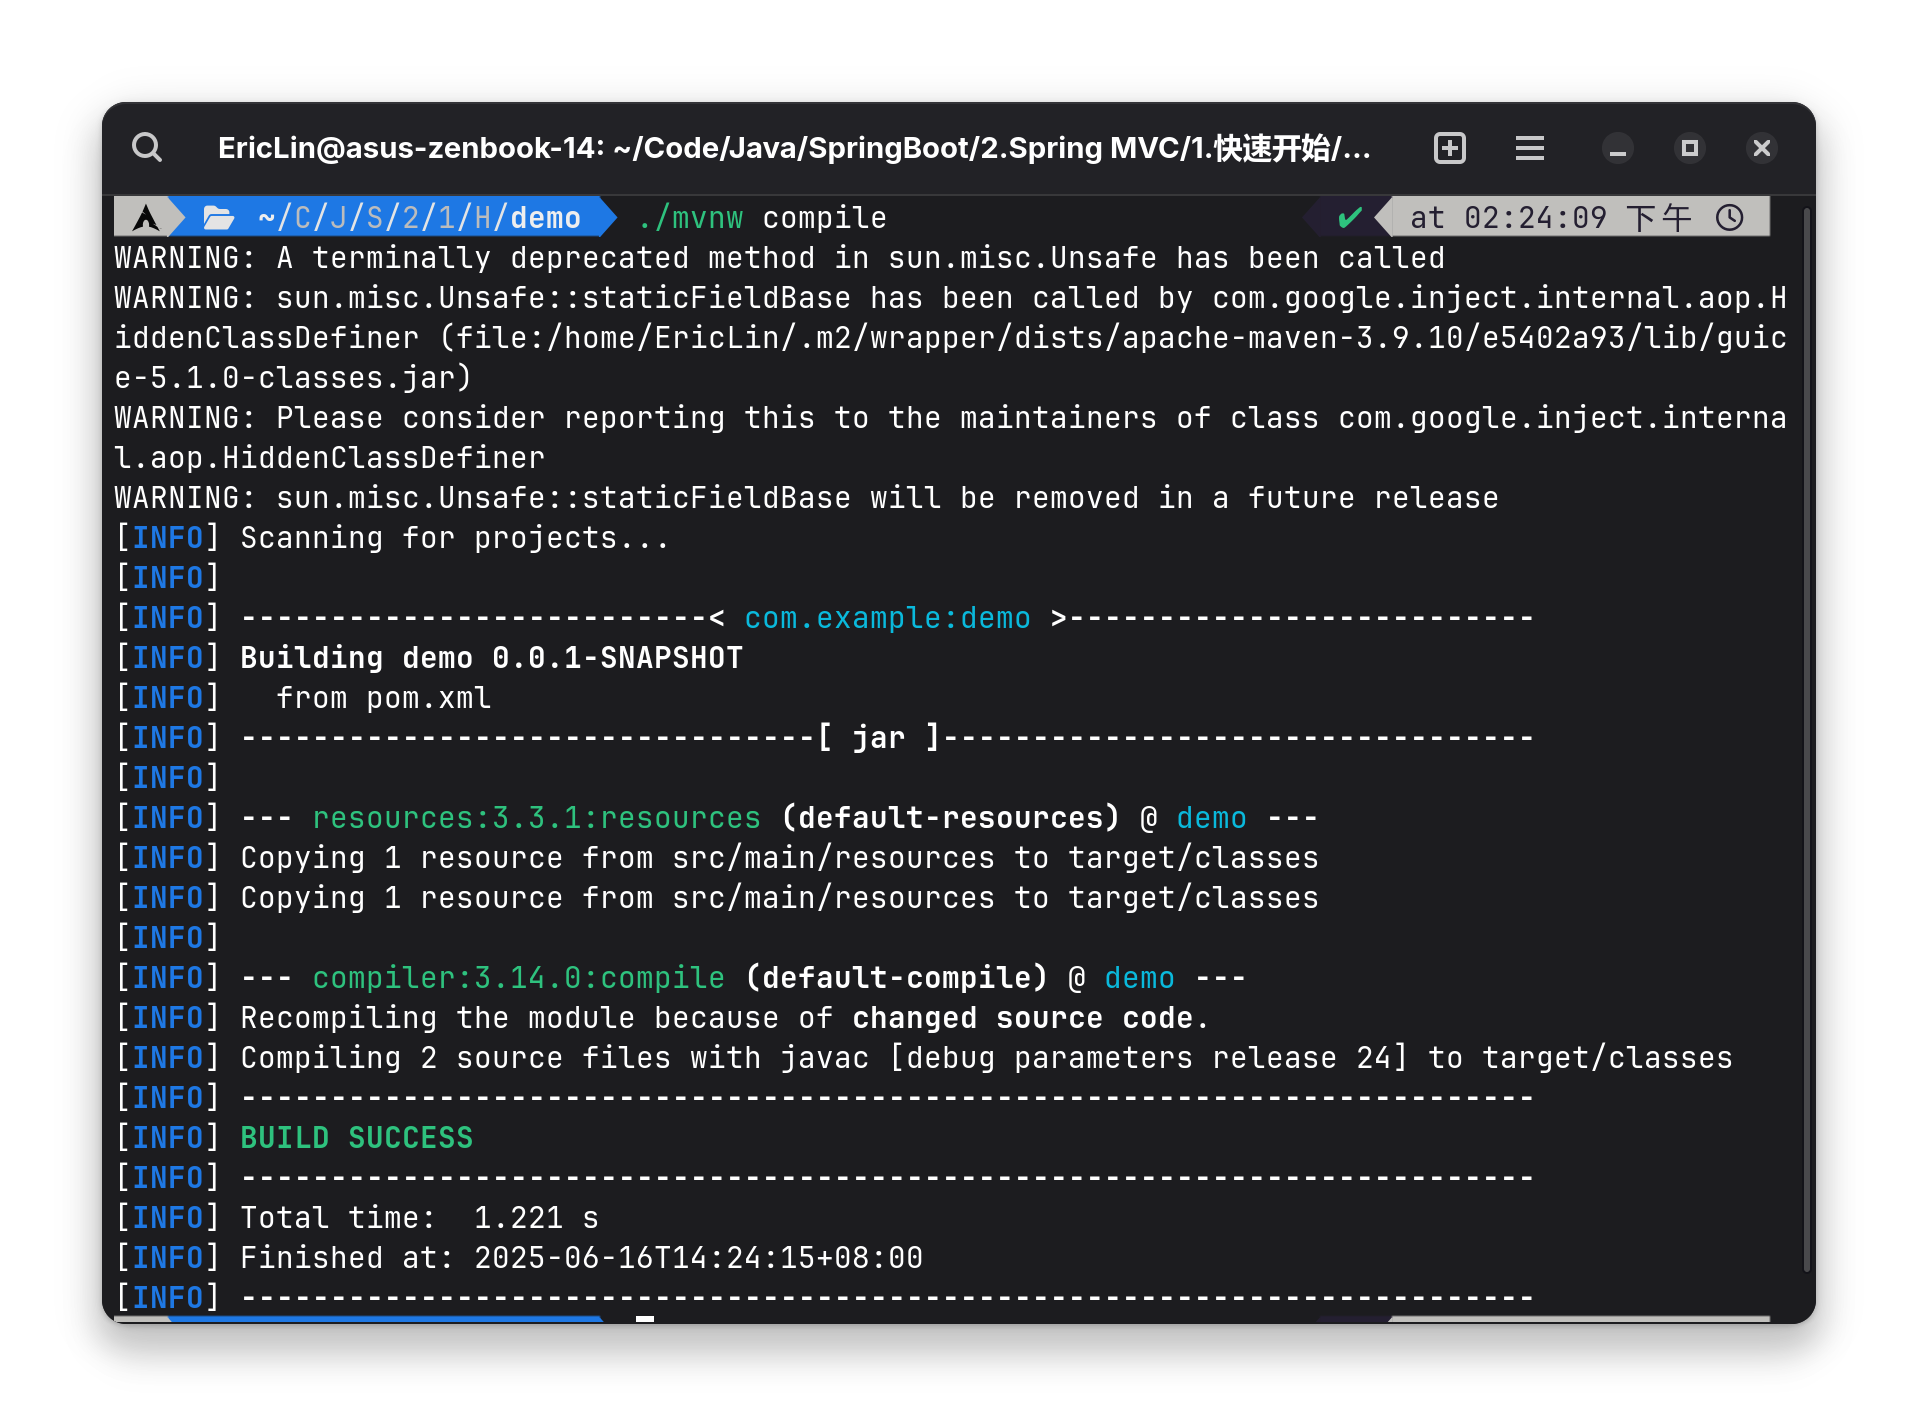 EricLin@asus-zenbook-14: ~/Code/Java/SpringBoot/2.Spring MVC/1.快速开始/...
~/C/J/S/2/1/H/demo ./mvnw compile ✔ at 02:24:09 下午
WARNING: A terminally deprecated method in sun.misc.Unsafe has been called
WARNING: sun.misc.Unsafe::staticFieldBase has been called by com.google.inject.internal.aop.H
iddenClassDefiner (file:/home/EricLin/.m2/wrapper/dists/apache-maven-3.9.10/e5402a93/lib/guic
e-5.1.0-classes.jar)
WARNING: Please consider reporting this to the maintainers of class com.google.inject.interna
l.aop.HiddenClassDefiner
WARNING: sun.misc.Unsafe::staticFieldBase will be removed in a future release
[INFO] Scanning for projects...
[INFO]
[INFO] --------------------------< com.example:demo >--------------------------
[INFO] Building demo 0.0.1-SNAPSHOT
[INFO]   from pom.xml
[INFO] --------------------------------[ jar ]---------------------------------
[INFO]
[INFO] --- resources:3.3.1:resources (default-resources) @ demo ---
[INFO] Copying 1 resource from src/main/resources to target/classes
[INFO] Copying 1 resource from src/main/resources to target/classes
[INFO]
[INFO] --- compiler:3.14.0:compile (default-compile) @ demo ---
[INFO] Recompiling the module because of changed source code.
[INFO] Compiling 2 source files with javac [debug parameters release 24] to target/classes
[INFO] ------------------------------------------------------------------------
[INFO] BUILD SUCCESS
[INFO] ------------------------------------------------------------------------
[INFO] Total time:  1.221 s
[INFO] Finished at: 2025-06-16T14:24:15+08:00
[INFO] ------------------------------------------------------------------------